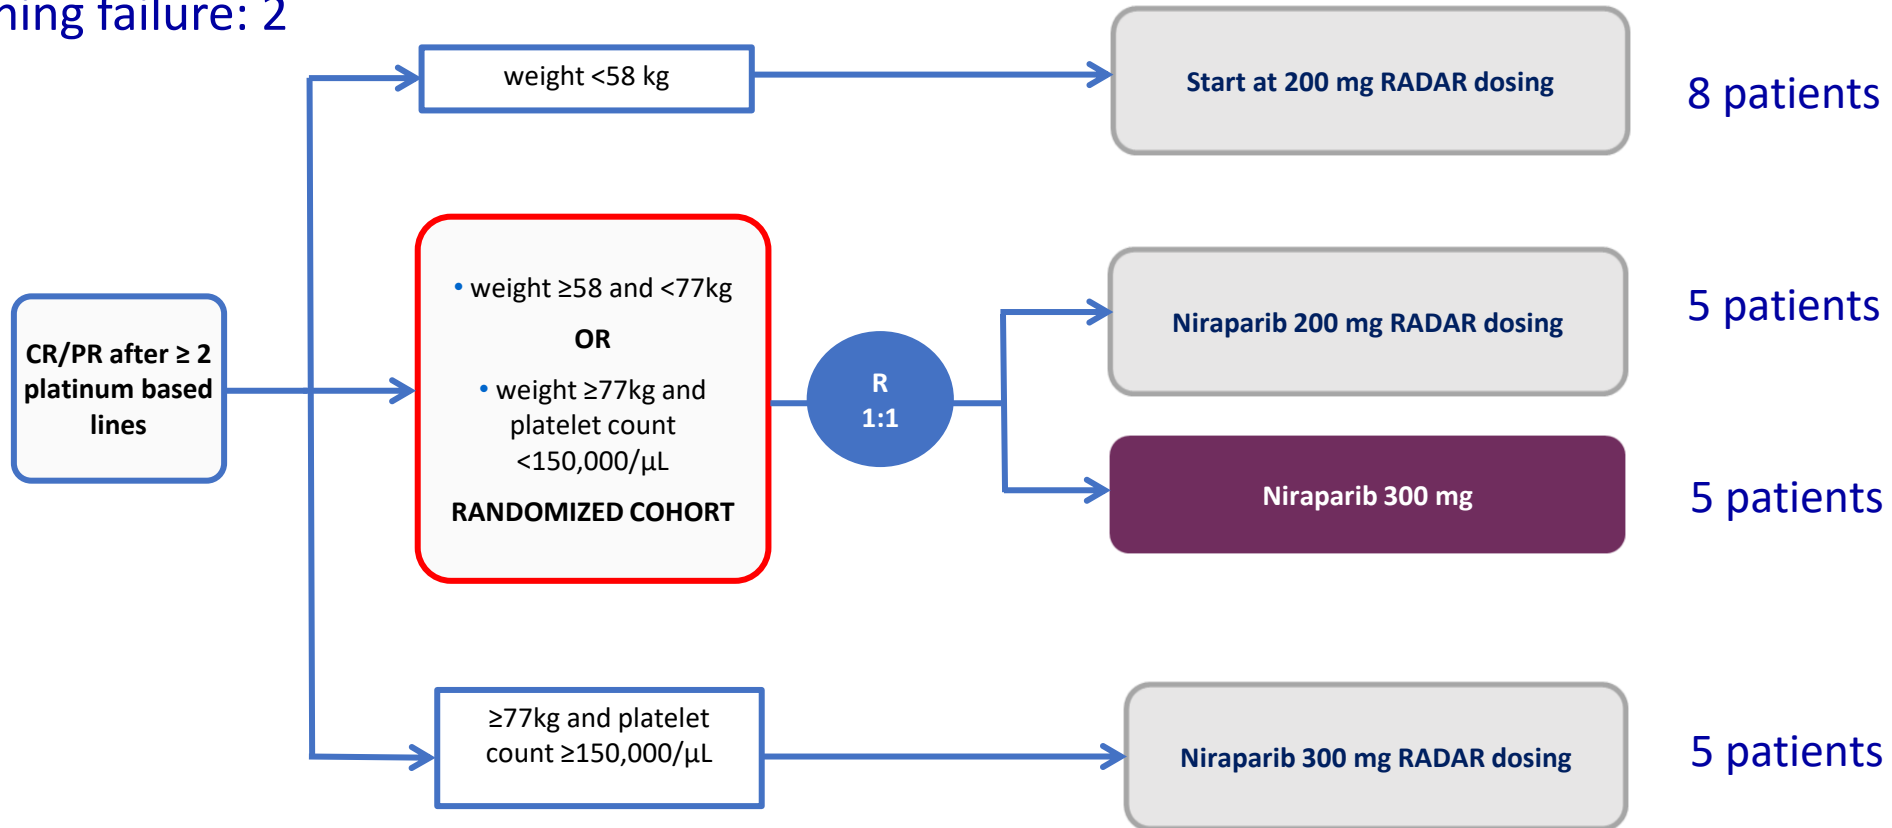 ning failure: 2
weight <58 kg
Start at 200 mg RADAR dosing
8 patients
CR/PR after ≥ 2
platinum based
lines
• weight ≥58 and <77kg
OR
• weight ≥77kg and
platelet count
<150,000/µL
RANDOMIZED COHORT
R
1:1
Niraparib 200 mg RADAR dosing
5 patients
Niraparib 300 mg
5 patients
≥77kg and platelet
count ≥150,000/µL
Niraparib 300 mg RADAR dosing
5 patients